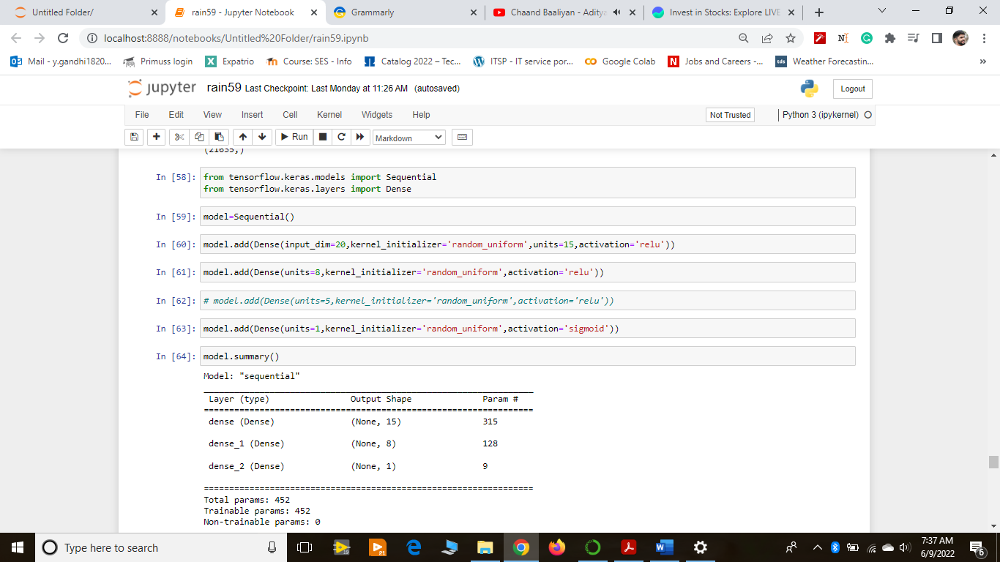 Untitled Folder/
rain59 - Jupyter Notebook
Grammarly
Chaand Baaliyan - Aditya
Invest in Stocks: Explore LIVE
localhost:8888/notebooks/Untitled%20Folder/rain59.ipynb
Mail - y.gandhi1820...
Primuss login
Expatrio
Course: SES - Info
Catalog 2022 – Tec...
ITSP - IT service por...
Google Colab
Jobs and Careers -...
Weather Forecastin...
jupyter rain59 Last Checkpoint: Last Monday at 11:26 AM (autosaved)
Logout
File Edit View Insert Cell Kernel Widgets Help
Not Trusted
Python 3 (ipykernel)
Run
Markdown
(21635,)
In [58]: from tensorflow.keras.models import Sequential
from tensorflow.keras.layers import Dense
In [59]: model=Sequential()
In [60]: model.add(Dense(input_dim=20,kernel_initializer='random_uniform',units=15,activation='relu'))
In [61]: model.add(Dense(units=8,kernel_initializer='random_uniform',activation='relu'))
In [62]: # model.add(Dense(units=5,kernel_initializer='random_uniform',activation='relu'))
In [63]: model.add(Dense(units=1,kernel_initializer='random_uniform',activation='sigmoid'))
In [64]: model.summary()
Model: "sequential"
Layer (type) Output Shape Param #
=================================================================
dense (Dense) (None, 15) 315
dense_1 (Dense) (None, 8) 128
dense_2 (Dense) (None, 1) 9
=================================================================
Total params: 452
Trainable params: 452
Non-trainable params: 0
Type here to search
7:37 AM
6/9/2022
6